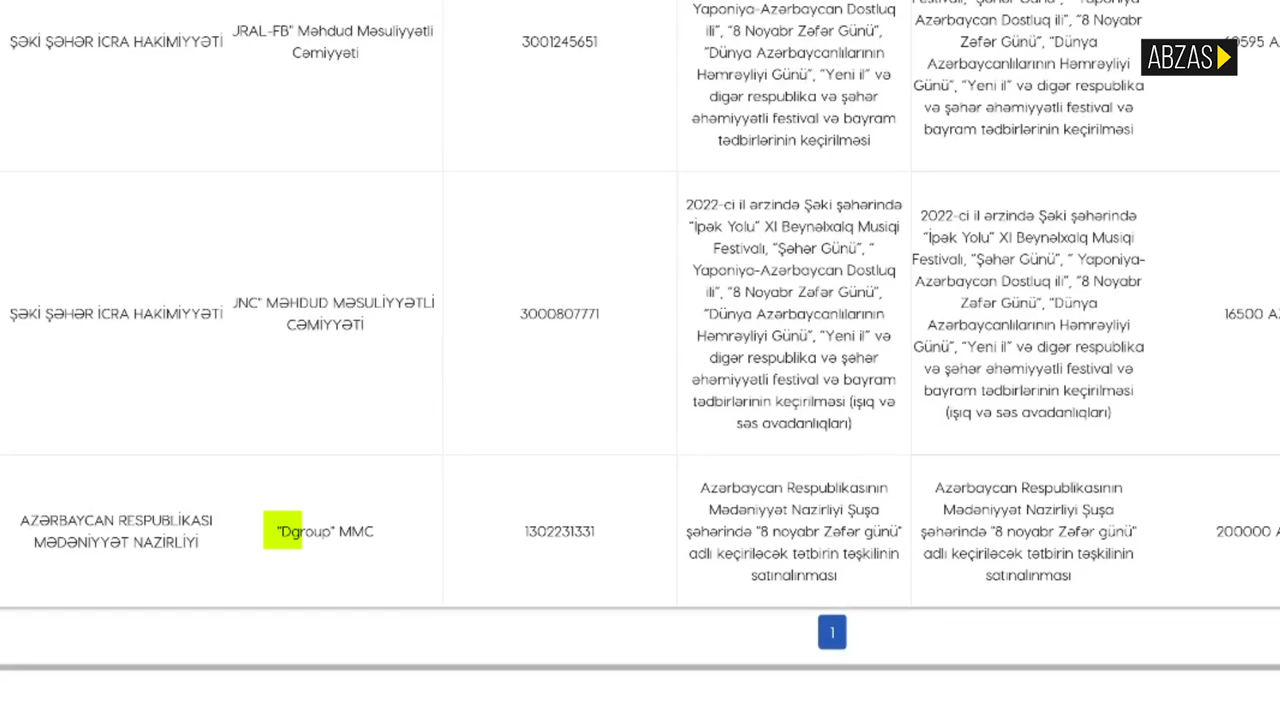 ŞƏKİ ŞƏHƏR İCRA HAKİMİYYƏTİ
URAL-FB" Məhdud Məsuliyyətli
Cəmiyyəti
3001245651
Yaponiya-Azərbaycan Dostluq
ili”, “8 Noyabr Zəfər Günü”,
“Dünya Azərbaycanlılarının
Həmrəyliyi Günü”, “Yeni il” və
digər respublika və şəhər
əhəmiyyətli festival və bayram
tədbirlərinin keçirilməsi
Azərbaycan Dostluq ili”, “8 Noyabr
Zəfər Günü”, “Dünya
Azərbaycanlılarının Həmrəyliyi
Günü”, “Yeni il” və digər respublika
və şəhər əhəmiyyətli festival və
bayram tədbirlərinin keçirilməsi
ABZAS
ŞƏKİ ŞƏHƏR İCRA HAKİMİYYƏTİ
UNC" MƏHDUD MƏSULİYYƏTLİ
CƏMİYYƏTİ
3000807771
2022-ci il ərzində Şəki şəhərində
“İpək Yolu” XI Beynəlxalq Musiqi
Festivalı, “Şəhər Günü”, “
Yaponiya-Azərbaycan Dostluq
ili”, “8 Noyabr Zəfər Günü”,
“Dünya Azərbaycanlılarının
Həmrəyliyi Günü”, “Yeni il” və
digər respublika və şəhər
əhəmiyyətli festival və bayram
tədbirlərinin keçirilməsi (işıq və
səs avadanlıqları)
2022-ci il ərzində Şəki şəhərində
“İpək Yolu” XI Beynəlxalq Musiqi
Festivalı, “Şəhər Günü”, “ Yaponiya-
Azərbaycan Dostluq ili”, “8 Noyabr
Zəfər Günü”, “Dünya
Azərbaycanlılarının Həmrəyliyi
Günü”, “Yeni il” və digər respublika
və şəhər əhəmiyyətli festival və
bayram tədbirlərinin keçirilməsi
(işıq və səs avadanlıqları)
16500 AZ
AZƏRBAYCAN RESPUBLİKASI
MƏDƏNİYYƏT NAZİRLİYİ
"Dgroup" MMC
1302231331
Azərbaycan Respublikasının
Mədəniyyət Nazirliyi Şuşa
şəhərində "8 noyabr Zəfər günü"
adlı keçiriləcək tətbirin təşkilinin
satınalınması
Azərbaycan Respublikasının
Mədəniyyət Nazirliyi Şuşa
şəhərində "8 noyabr Zəfər günü"
adlı keçiriləcək tətbirin təşkilinin
satınalınması
200000 A
1